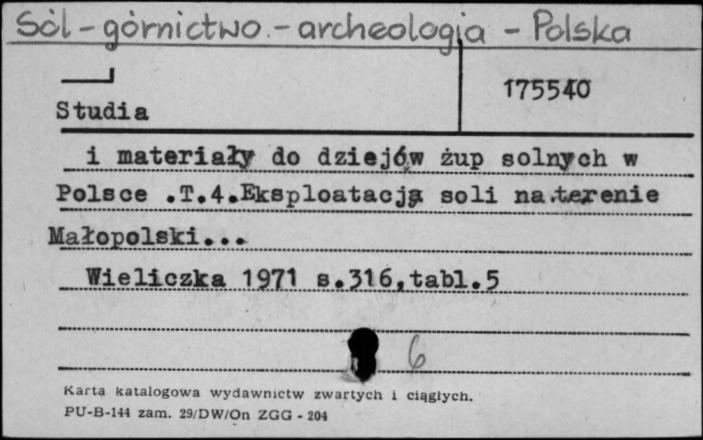 Sól - górnictwo. - archeologia - Polska
175540
Studia
i materiały do dziejów żup solnych w
Polsce .T.4.Eksploatacja soli na terenie
Małopolski...
Wieliczka 1971 s.316,tabl.5
6
Karta katalogowa wydawnictw zwartych i ciągłych.
PU-B-144 zam. 29/DW/On ZGG - 204